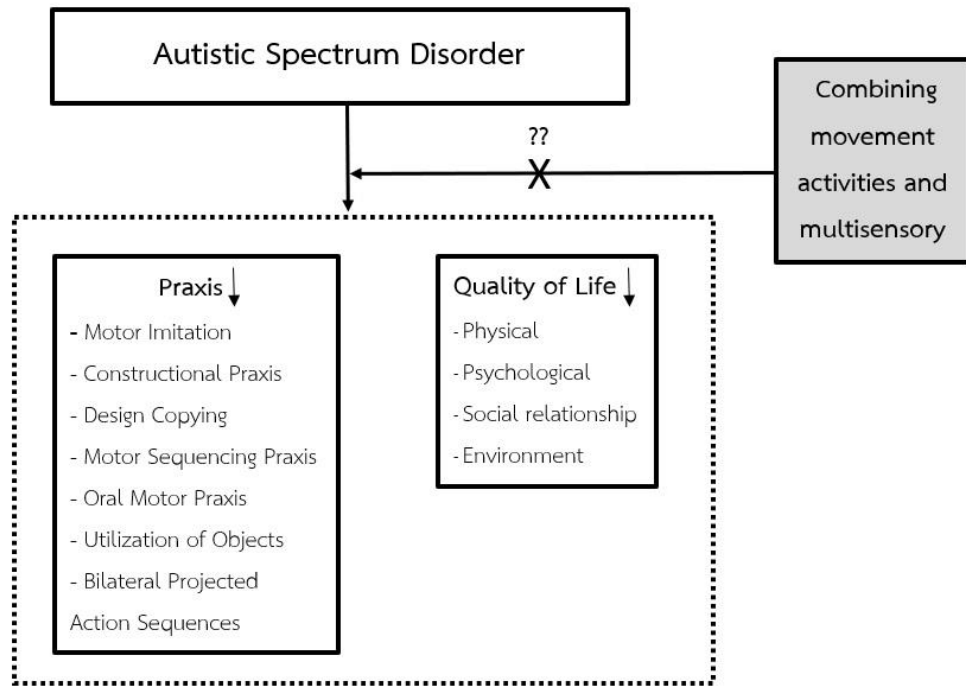 Autistic Spectrum Disorder
??
X
Combining
movement
activities and
multisensory
Praxis
- Motor Imitation
- Constructional Praxis
- Design Copying
- Motor Sequencing Praxis
- Oral Motor Praxis
- Utilization of Objects
- Bilateral Projected
Action Sequences
Quality of Life
- Physical
- Psychological
- Social relationship
- Environment